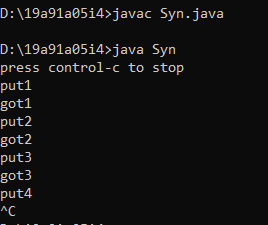 D:\19a91a05i4>javac Syn.java
D:\19a91a05i4>java Syn
press control-c to stop
put1
got1
put2
got2
put3
got3
put4
^C